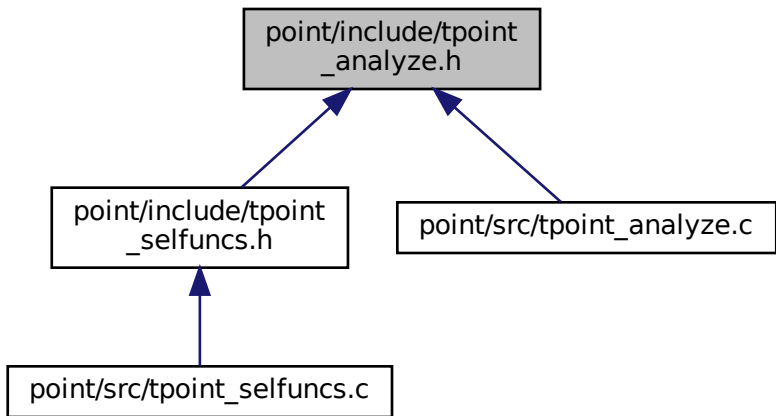 point/include/tpoint
_analyze.h
point/include/tpoint
_selfuncs.h
point/src/tpoint_analyze.c
point/src/tpoint_selfuncs.c